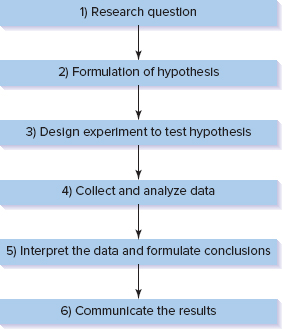 1) Research question
2) Formulation of hypothesis
3) Design experiment to test hypothesis
4) Collect and analyze data
5) Interpret the data and formulate conclusions
6) Communicate the results